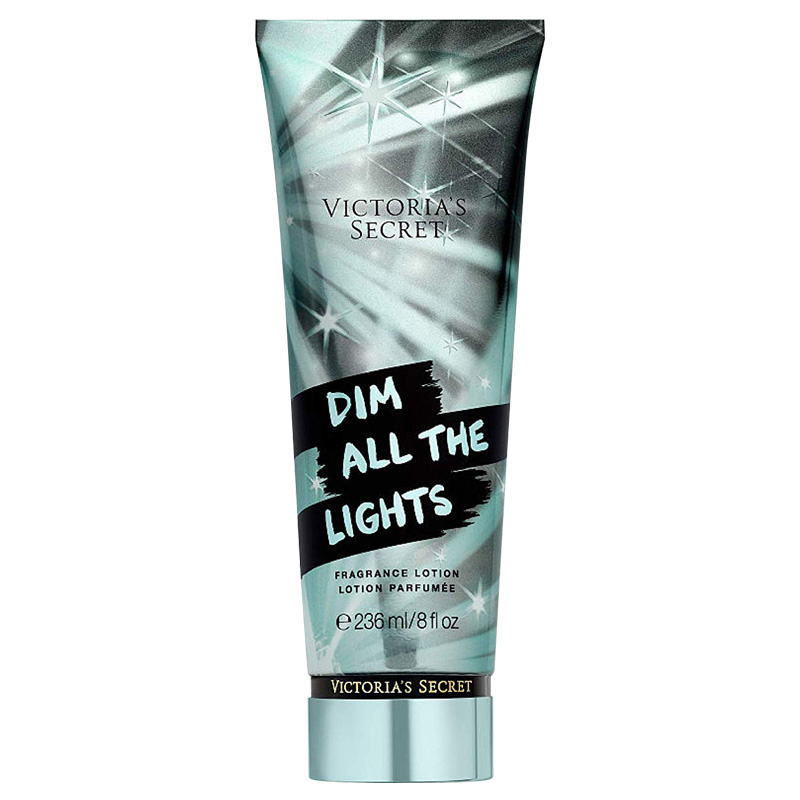 VICTORIA'S
SECRET
DIM
ALL THE
LIGHTS
FRAGRANCE LOTION
LOTION PARFUMÉE
℮ 236 ml/8 fl oz
VICTORIA'S SECRET